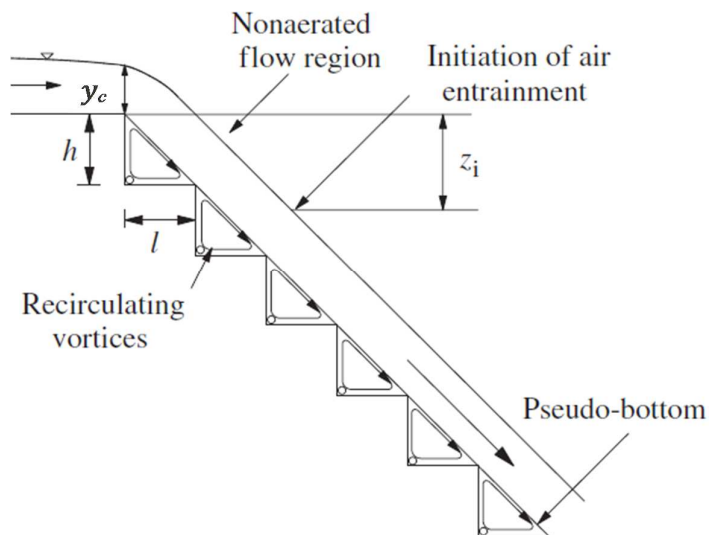 Nonaerated
flow region
Initiation of air
entrainment
y_c
h
z_i
l
Recirculating
vortices
Pseudo-bottom